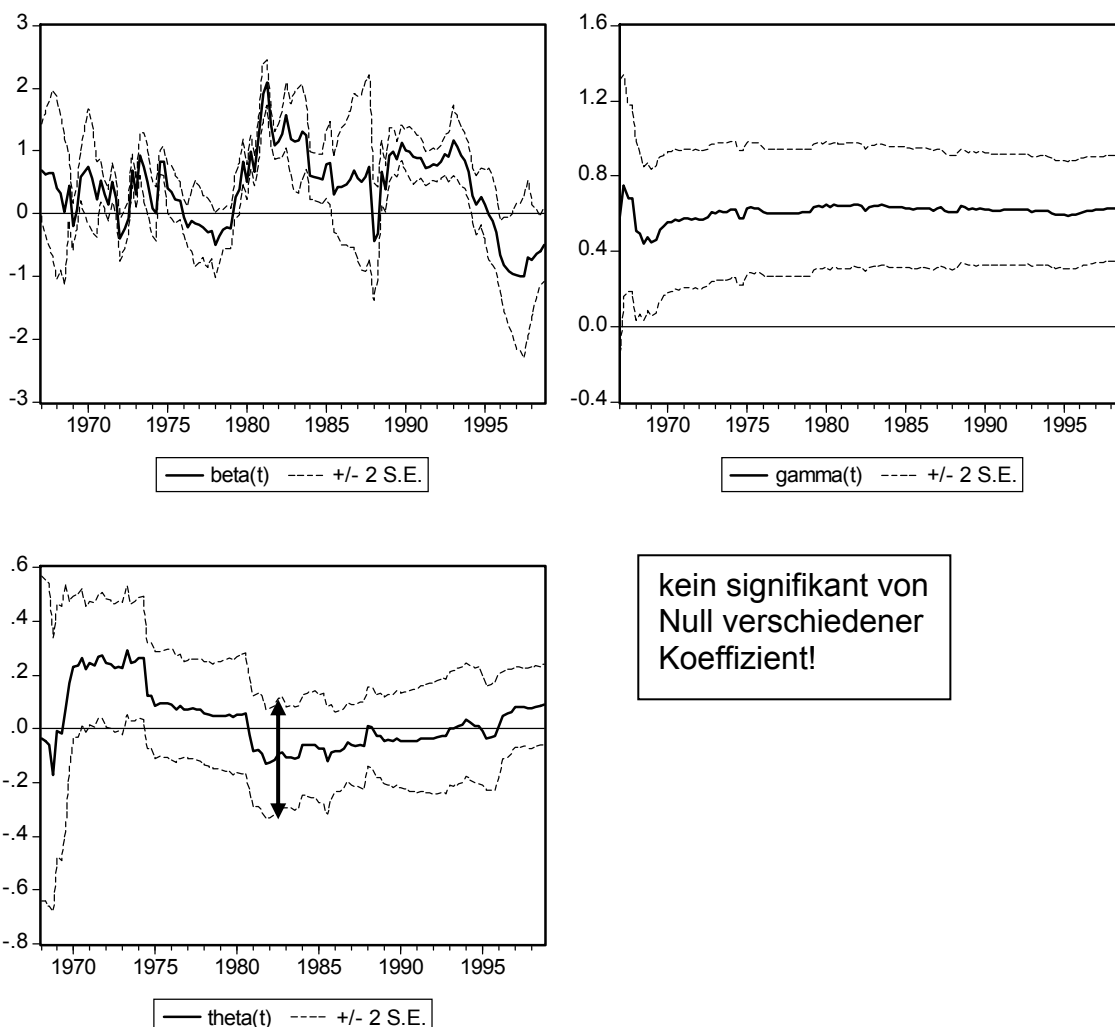 3
2
1
0
-1
-2
-3
1970 1975 1980 1985 1990 1995
beta(t) +/- 2 S.E.
1.6
1.2
0.8
0.4
0.0
-0.4
1970 1975 1980 1985 1990 1995
gamma(t) +/- 2 S.E.
.6
.4
.2
.0
-.2
-.4
-.6
-.8
1970 1975 1980 1985 1990 1995
theta(t) +/- 2 S.E.
kein signifikant von
Null verschiedener
Koeffizient!